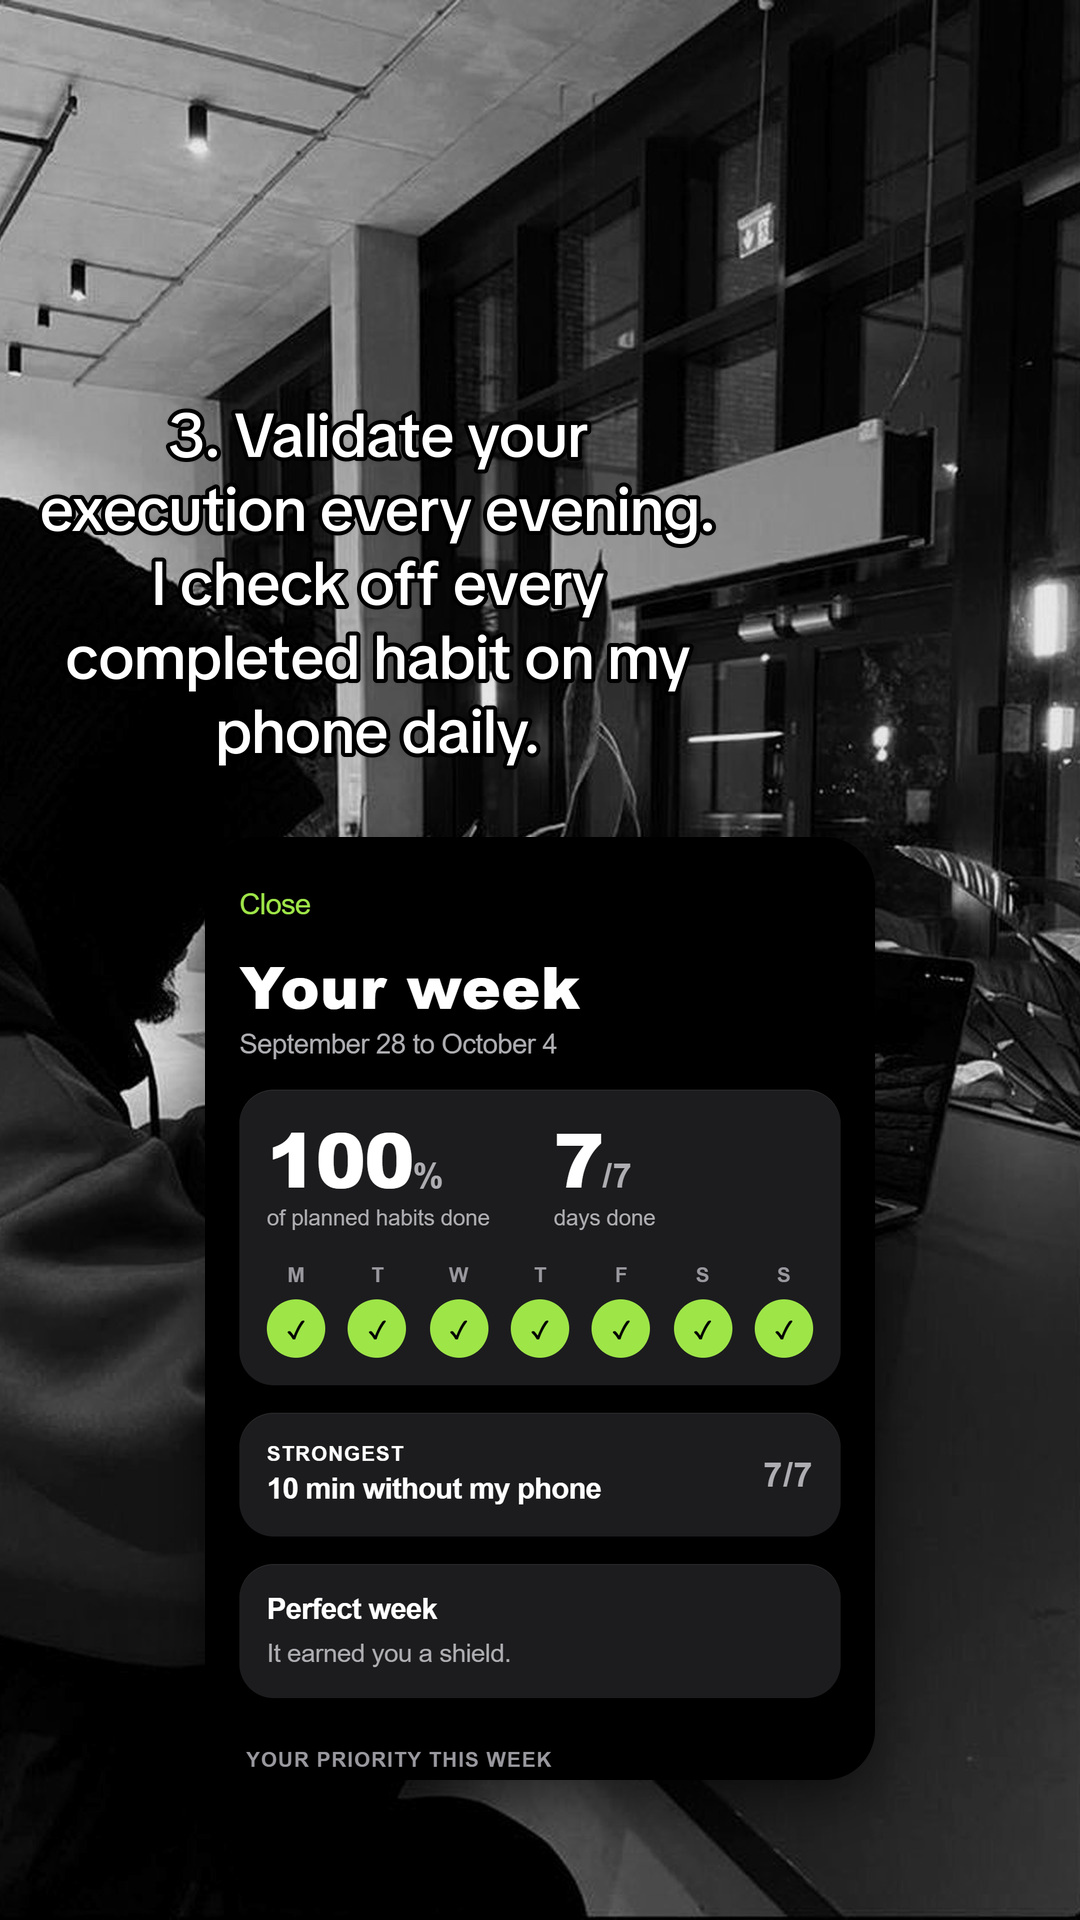 3. Validate your
execution every evening.
I check off every
completed habit on my
phone daily.
Close
Your week
September 28 to October 4
100% 7/7
of planned habits done days done
M T W T F S S
✓ ✓ ✓ ✓ ✓ ✓ ✓
STRONGEST
10 min without my phone 7/7
Perfect week
It earned you a shield.
YOUR PRIORITY THIS WEEK